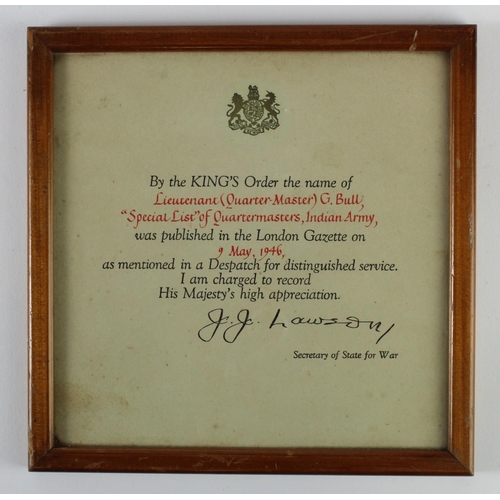 By the KING'S Order the name of
Lieutenant (Quarter-Master) G. Bull,
"Special List" of Quartermasters, Indian Army,
was published in the London Gazette on
9 May, 1946,
as mentioned in a Despatch for distinguished service.
I am charged to record
His Majesty's high appreciation.
J. J. Lawson
Secretary of State for War